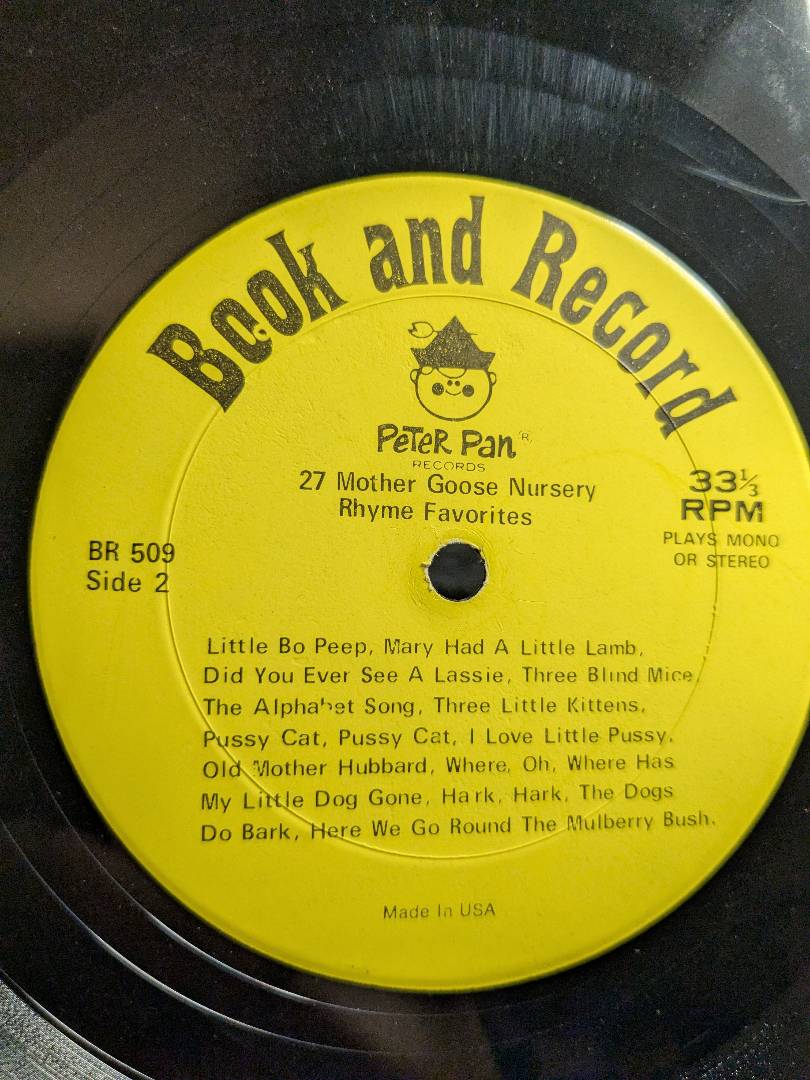 Book and Record
PETER PAN ®
RECORDS
27 Mother Goose Nursery
Rhyme Favorites
33⅓
RPM
PLAYS MONO
OR STEREO
BR 509
Side 2
Little Bo Peep, Mary Had A Little Lamb,
Did You Ever See A Lassie, Three Blind Mice,
The Alphabet Song, Three Little Kittens,
Pussy Cat, Pussy Cat, I Love Little Pussy,
Old Mother Hubbard, Where, Oh, Where Has
My Little Dog Gone, Hark, Hark, The Dogs
Do Bark, Here We Go Round The Mulberry Bush.
Made In USA